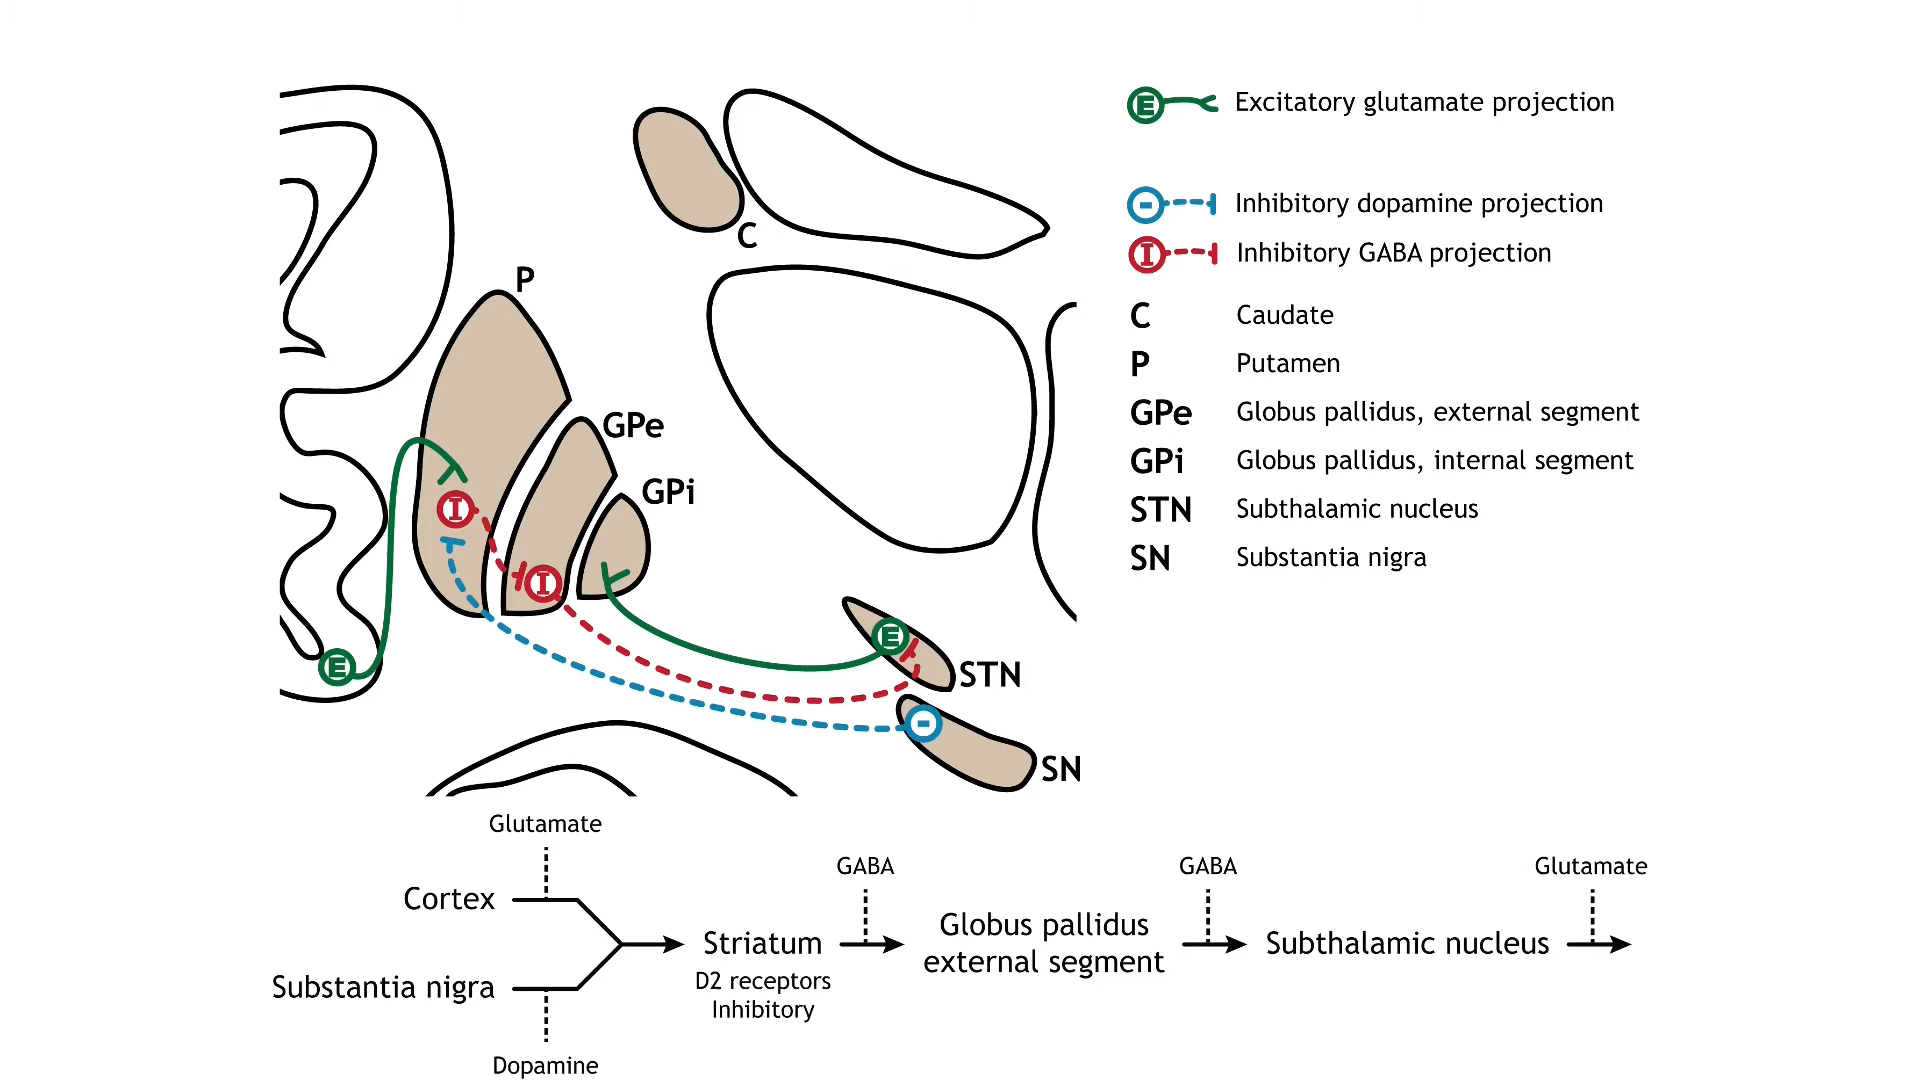 E Excitatory glutamate projection
- Inhibitory dopamine projection
I Inhibitory GABA projection
C Caudate
P Putamen
GPe Globus pallidus, external segment
GPi Globus pallidus, internal segment
STN Subthalamic nucleus
SN Substantia nigra
C
P
GPe
GPi
I
I
E
E
STN
-
SN
Glutamate
Cortex
Substantia nigra
Dopamine
Striatum
D2 receptors
Inhibitory
GABA
Globus pallidus
external segment
GABA
Subthalamic nucleus
Glutamate